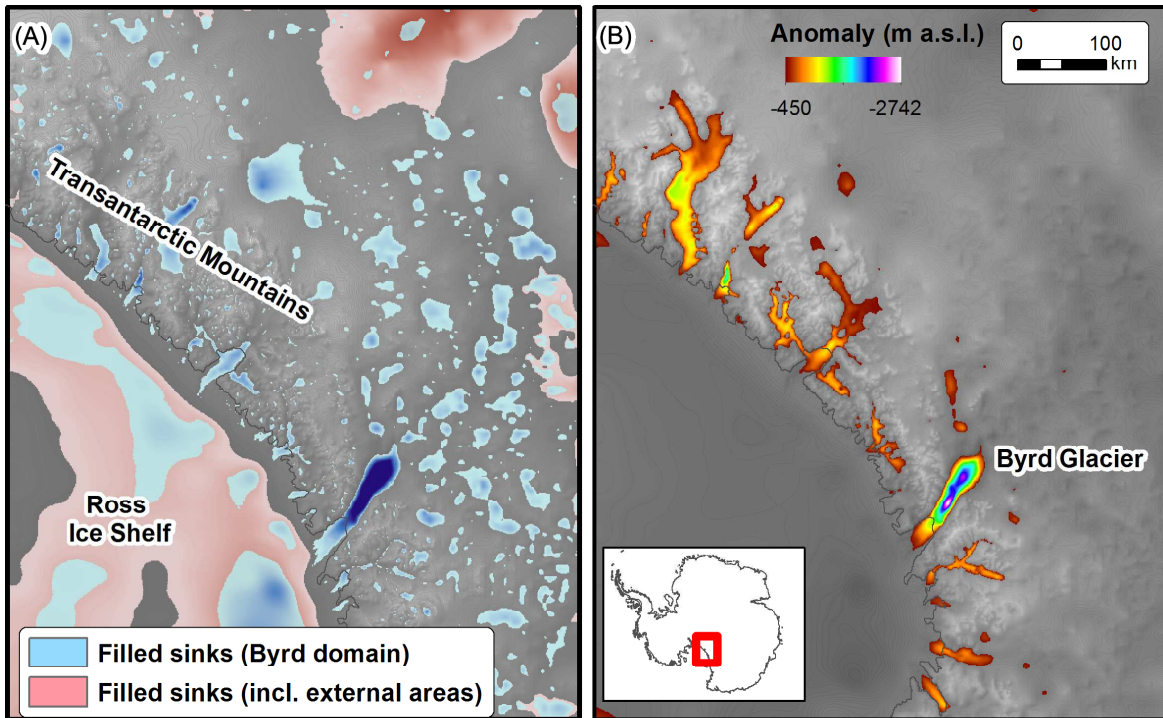 (A)
Transantarctic Mountains
Ross
Ice Shelf
Filled sinks (Byrd domain)
Filled sinks (incl. external areas)
(B)
Anomaly (m a.s.l.)
-450
-2742
0
100
km
Byrd Glacier